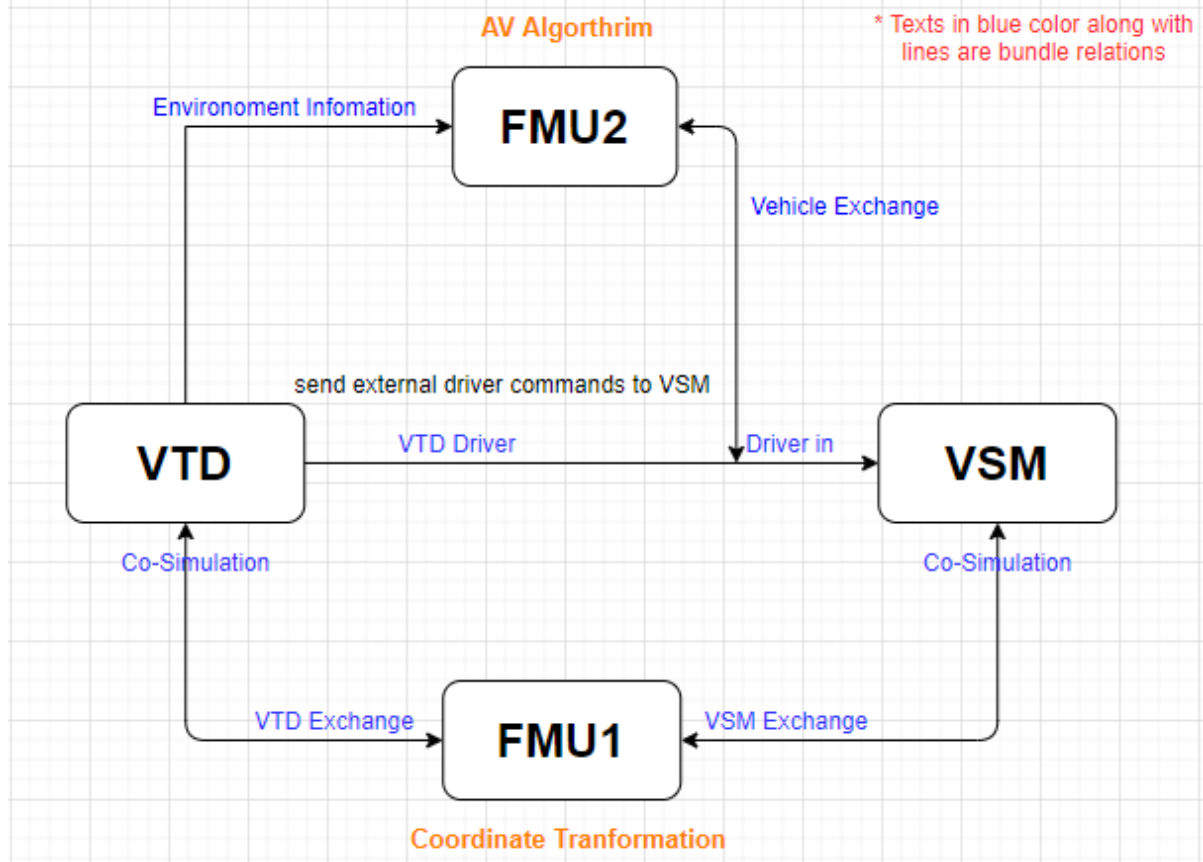 AV Algorthrim
* Texts in blue color along with
lines are bundle relations
Environoment Infomation
FMU2
Vehicle Exchange
send external driver commands to VSM
VTD
VTD Driver
Driver in
VSM
Co-Simulation
Co-Simulation
VTD Exchange
FMU1
VSM Exchange
Coordinate Tranformation